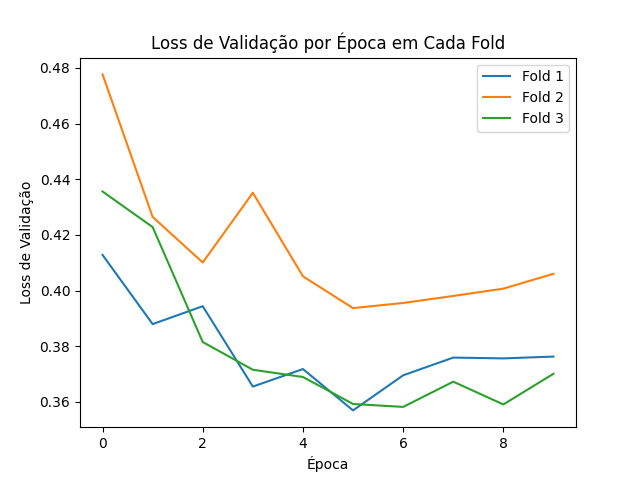 Loss de Validação por Época em Cada Fold
Fold 1
Fold 2
Fold 3
0.48
0.46
0.44
0.42
0.40
0.38
0.36
Loss de Validação
0
2
4
6
8
Época